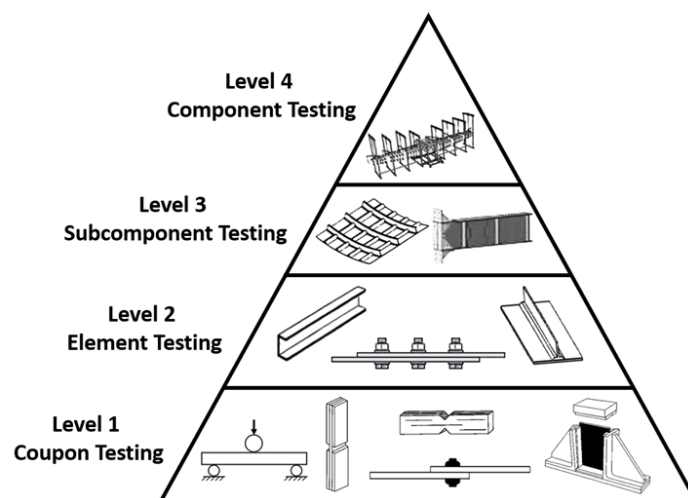 Level 4
Component Testing
Level 3
Subcomponent Testing
Level 2
Element Testing
Level 1
Coupon Testing